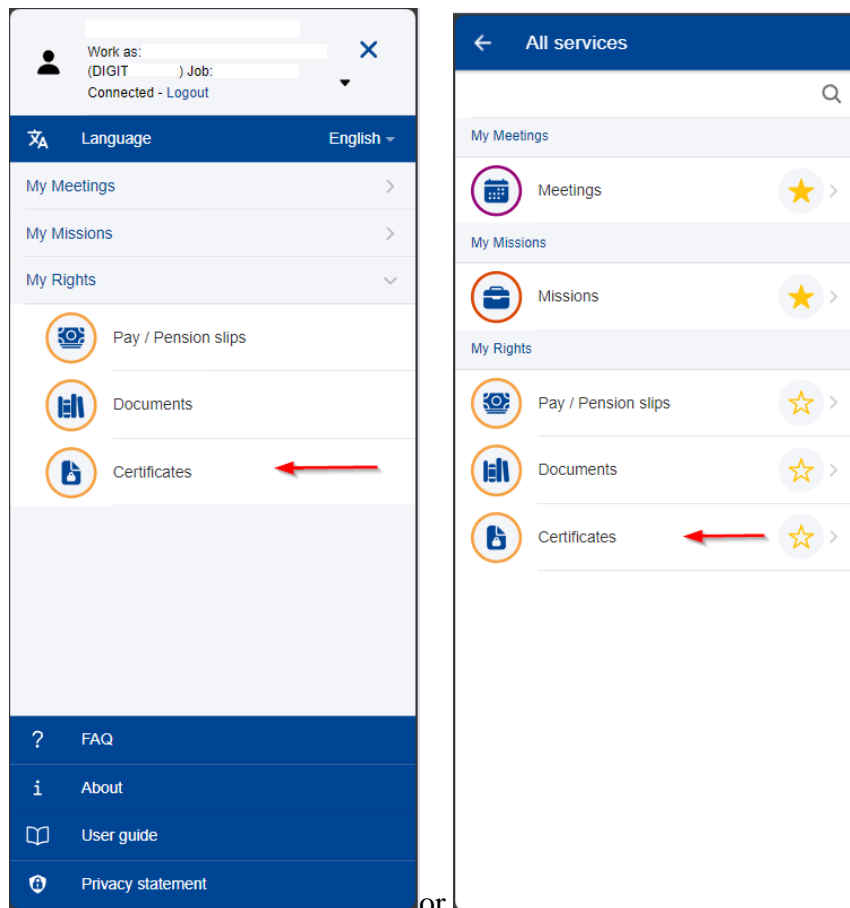 Work as:
(DIGIT ) Job:
Connected - Logout
Language English
My Meetings
My Missions
My Rights
Pay / Pension slips
Documents
Certificates
? FAQ
i About
User guide
Privacy statement
or
All services
My Meetings
Meetings
My Missions
Missions
My Rights
Pay / Pension slips
Documents
Certificates